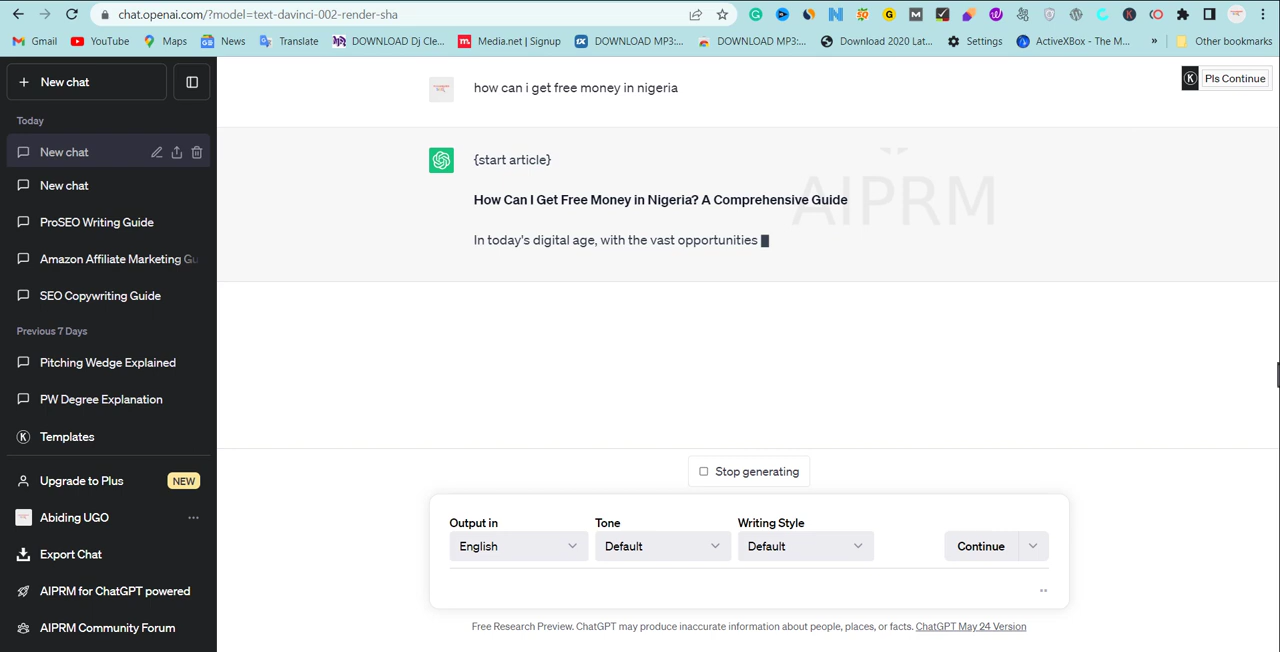 chat.openai.com/?model=text-davinci-002-render-sha
Gmail YouTube Maps News Translate DOWNLOAD Dj Cle... Media.net | Signup DOWNLOAD MP3:... DOWNLOAD MP3:... Download 2020 Lat... Settings ActiveXBox - The M... » Other bookmarks
+ New chat
Today
New chat
New chat
ProSEO Writing Guide
Amazon Affiliate Marketing Gu
SEO Copywriting Guide
Previous 7 Days
Pitching Wedge Explained
PW Degree Explanation
Templates
Upgrade to Plus NEW
Abiding UGO ...
Export Chat
AIPRM for ChatGPT powered
AIPRM Community Forum
how can i get free money in nigeria
K Pls Continue
{start article}
AIPRM
How Can I Get Free Money in Nigeria? A Comprehensive Guide
In today's digital age, with the vast opportunities
Stop generating
Output in Tone Writing Style
English Default Default Continue
Free Research Preview. ChatGPT may produce inaccurate information about people, places, or facts. ChatGPT May 24 Version